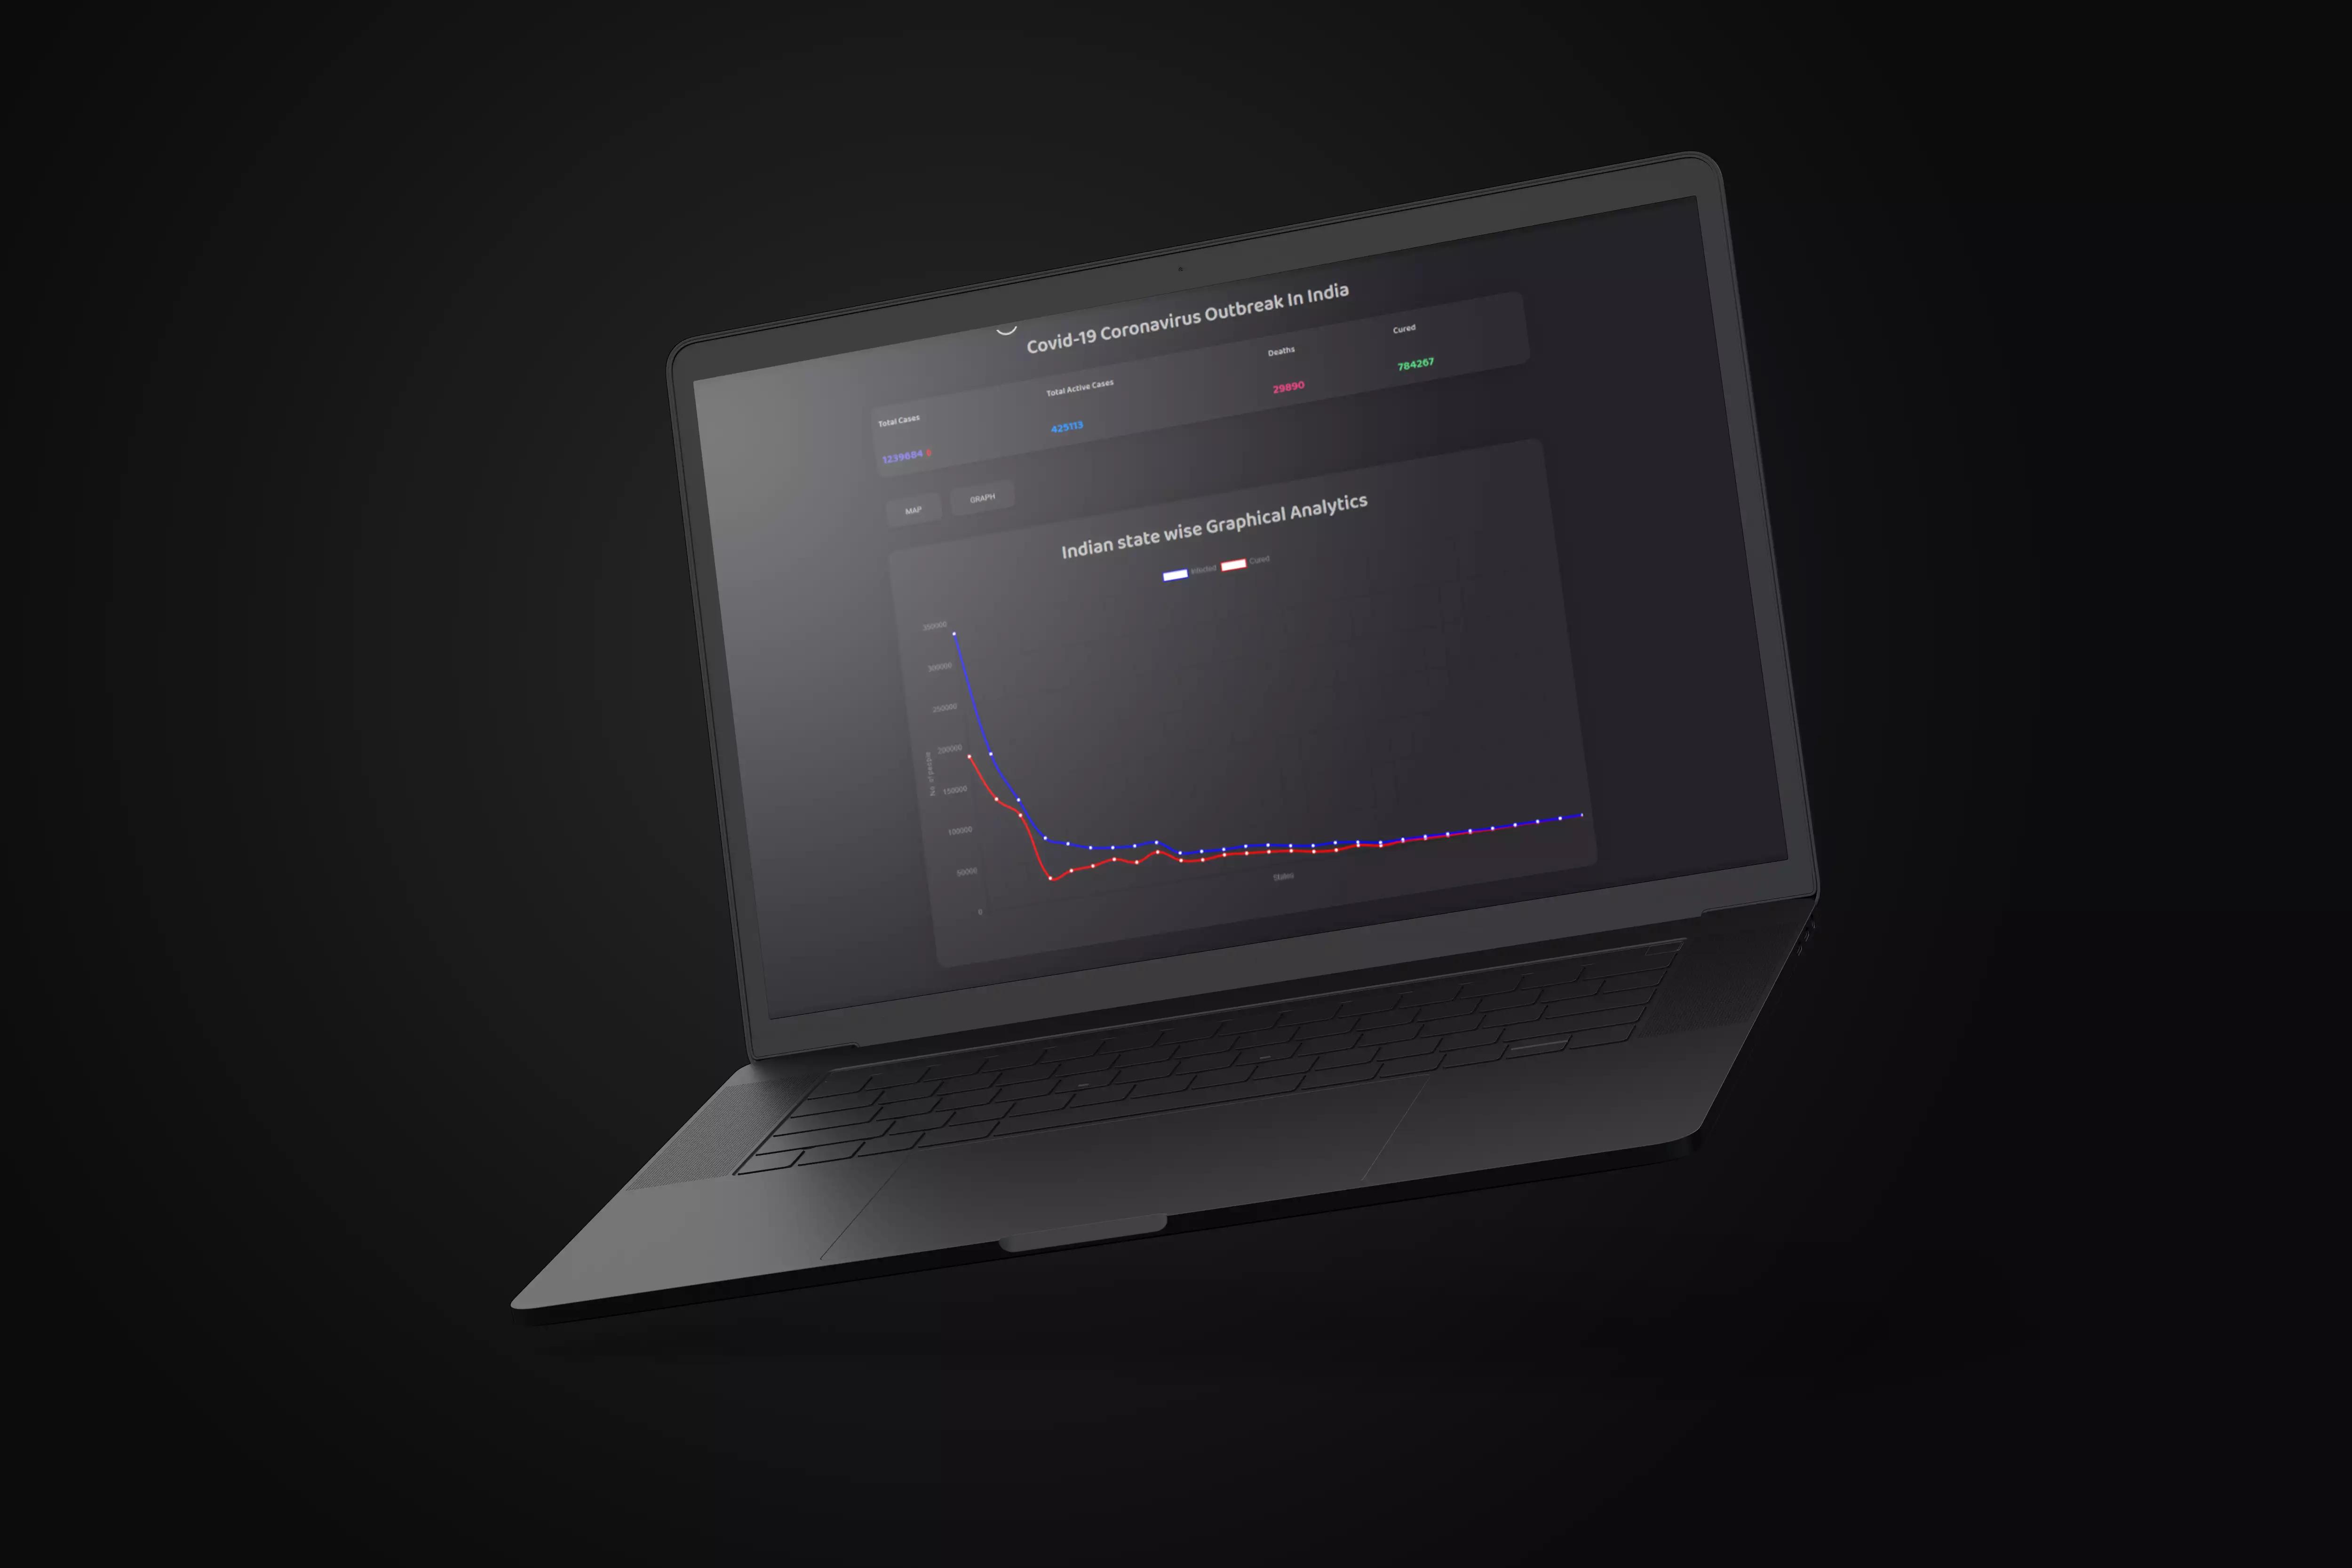 Covid-19 Coronavirus Outbreak In India
Total Cases
Total Active Cases
Deaths
Cured
1239684 6
425113
29890
784267
MAP
GRAPH
Indian state wise Graphical Analytics
Infected
Cured
350000
300000
250000
200000
150000
100000
50000
0
No. of people
States